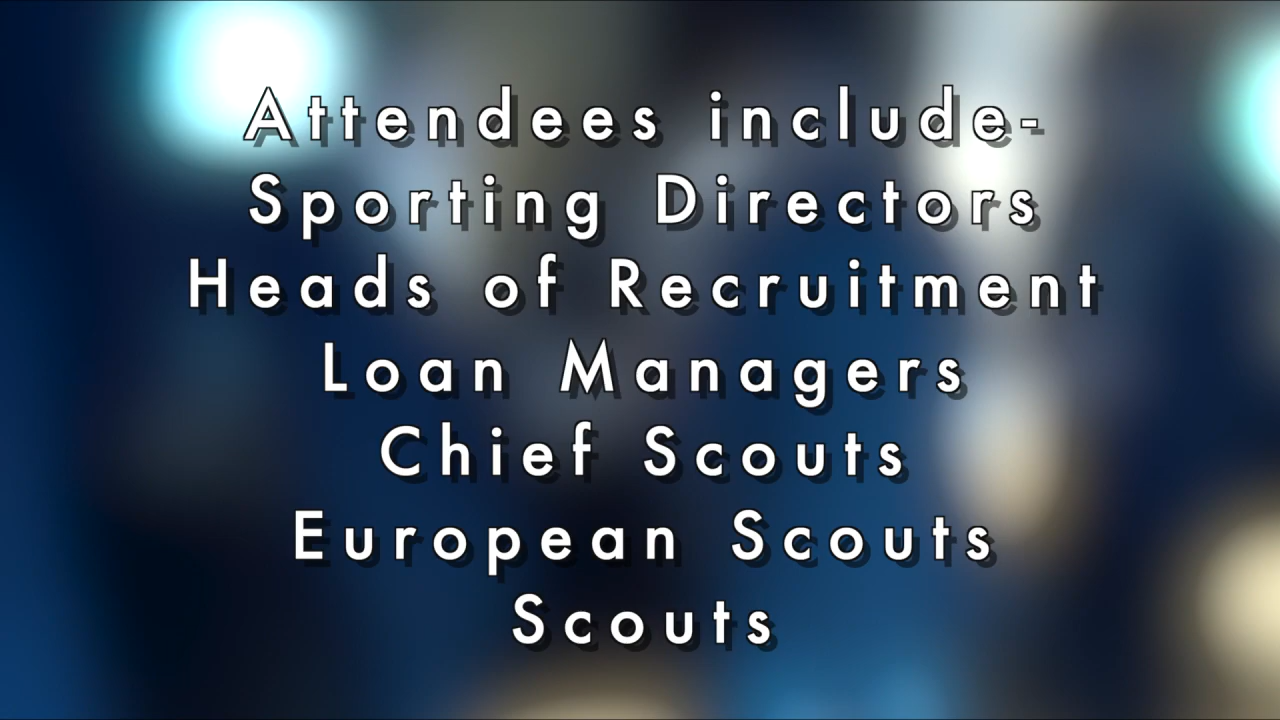 Attendees include-
Sporting Directors
Heads of Recruitment
Loan Managers
Chief Scouts
European Scouts
Scouts